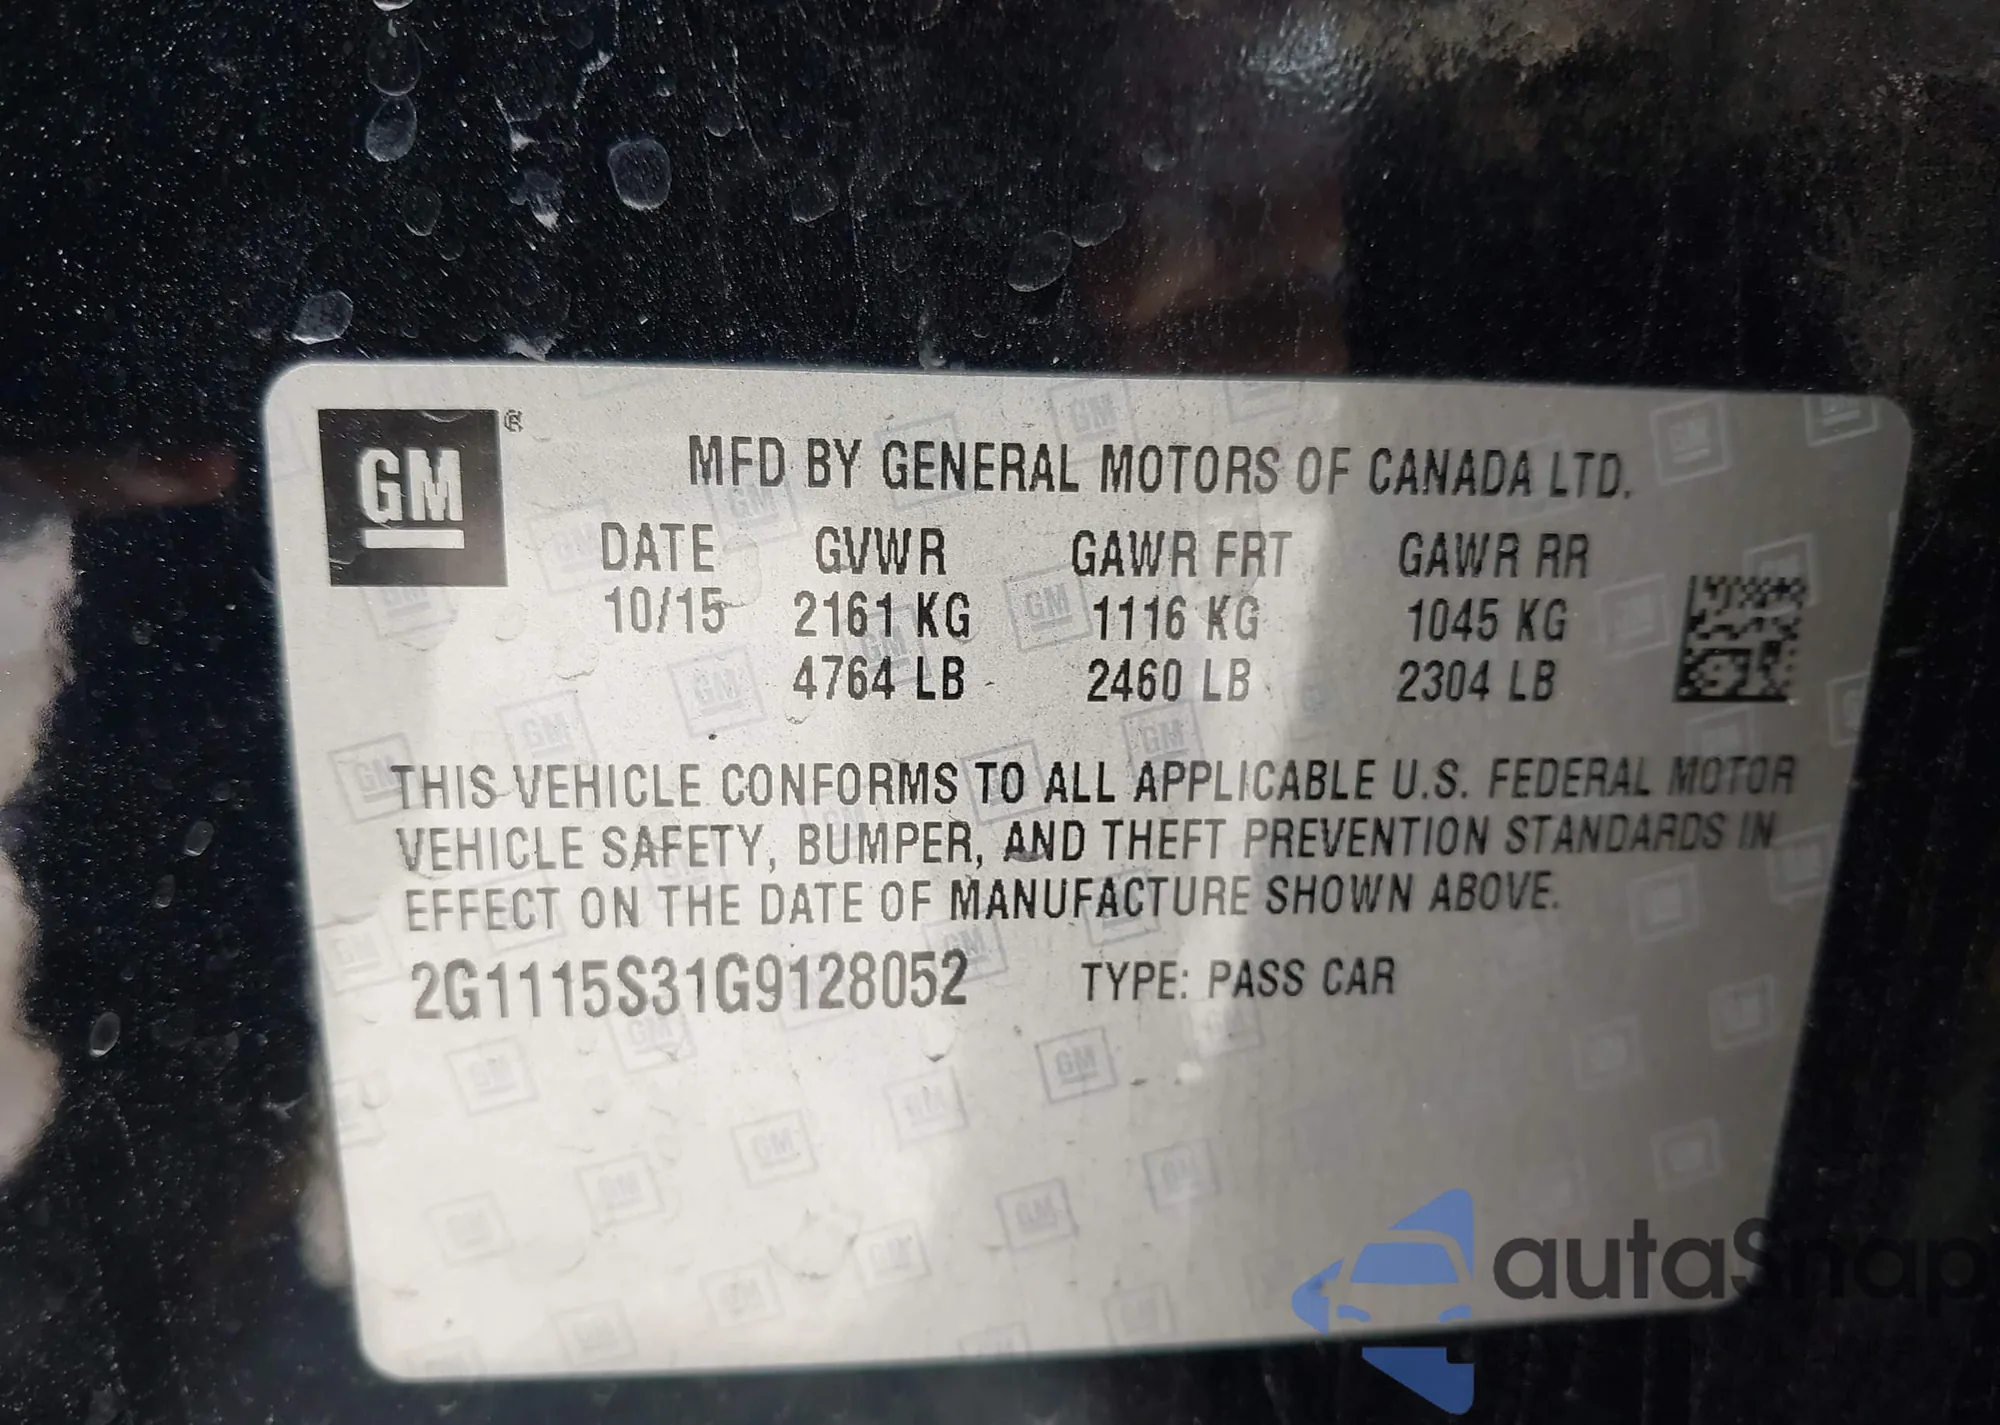 GM®
MFD BY GENERAL MOTORS OF CANADA LTD.
DATE GVWR GAWR FRT GAWR RR
10/15 2161 KG 1116 KG 1045 KG
4764 LB 2460 LB 2304 LB
THIS VEHICLE CONFORMS TO ALL APPLICABLE U.S. FEDERAL MOTOR
VEHICLE SAFETY, BUMPER, AND THEFT PREVENTION STANDARDS IN
EFFECT ON THE DATE OF MANUFACTURE SHOWN ABOVE.
2G1115S31G9128052 TYPE: PASS CAR
autaSnap